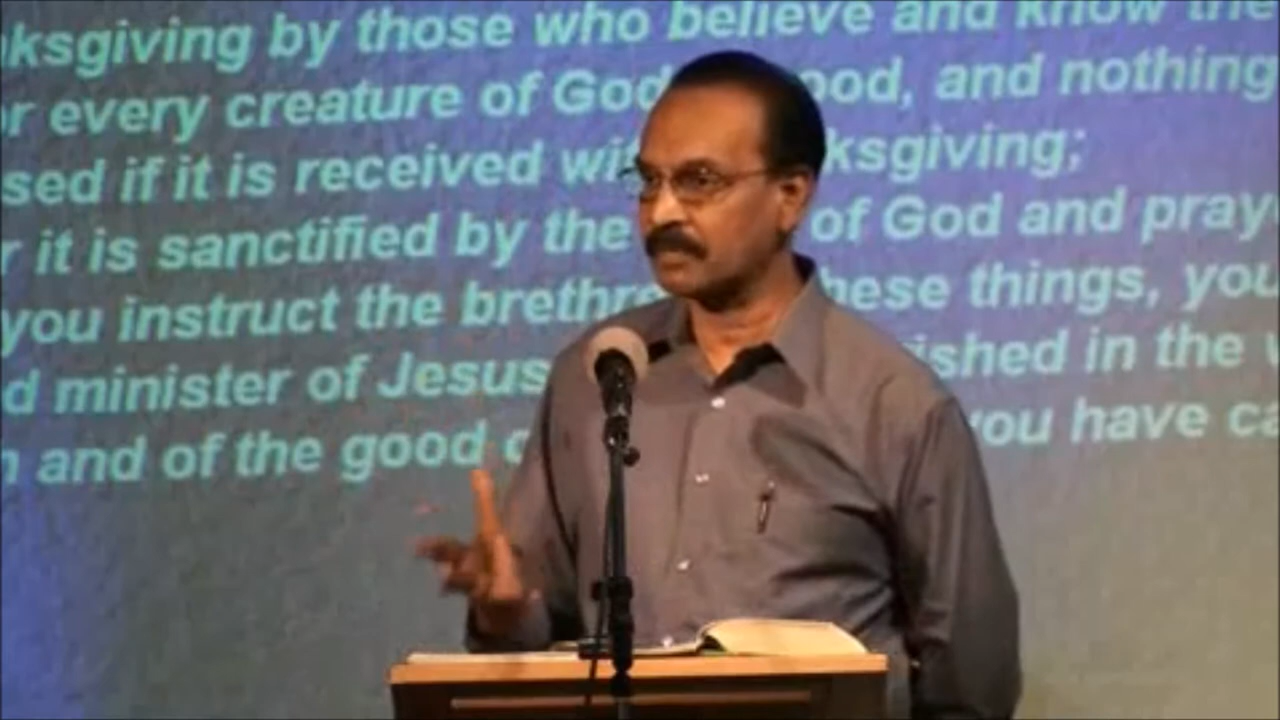 ksgiving by those who believe and know the
r every creature of God ood, and nothing
sed if it is received wi ksgiving;
r it is sanctified by the of God and praye
you instruct the brethre hese things, you
d minister of Jesus ished in the w
and of the good you have ca